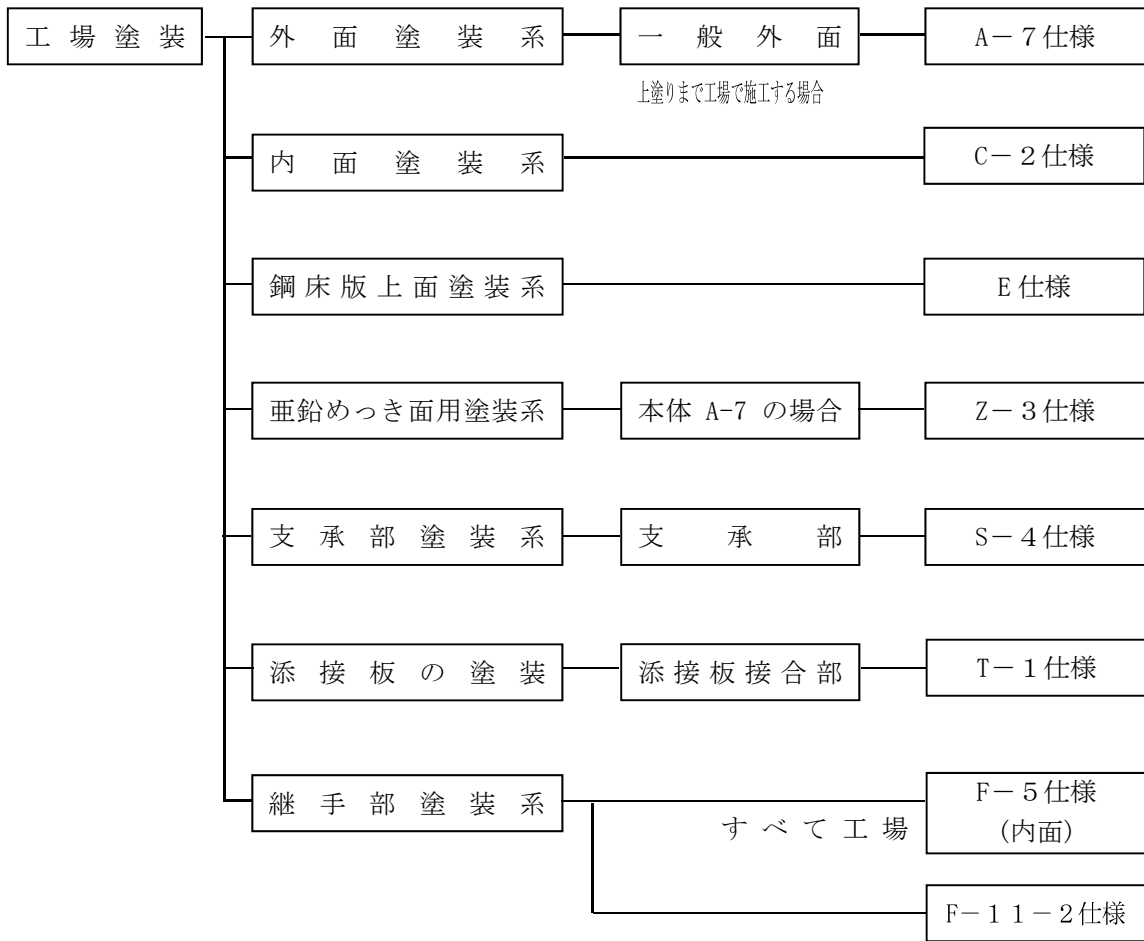 工場塗装
外面塗装系
一般外面
A－7仕様
上塗りまで工場で施工する場合
内面塗装系
C－2仕様
鋼床版上面塗装系
E仕様
亜鉛めっき面用塗装系
本体 A-7 の場合
Z－3仕様
支承部塗装系
支承部
S－4仕様
添接板の塗装
添接板接合部
T－1仕様
継手部塗装系
すべて工場
F－5仕様
(内面)
F－11－2仕様